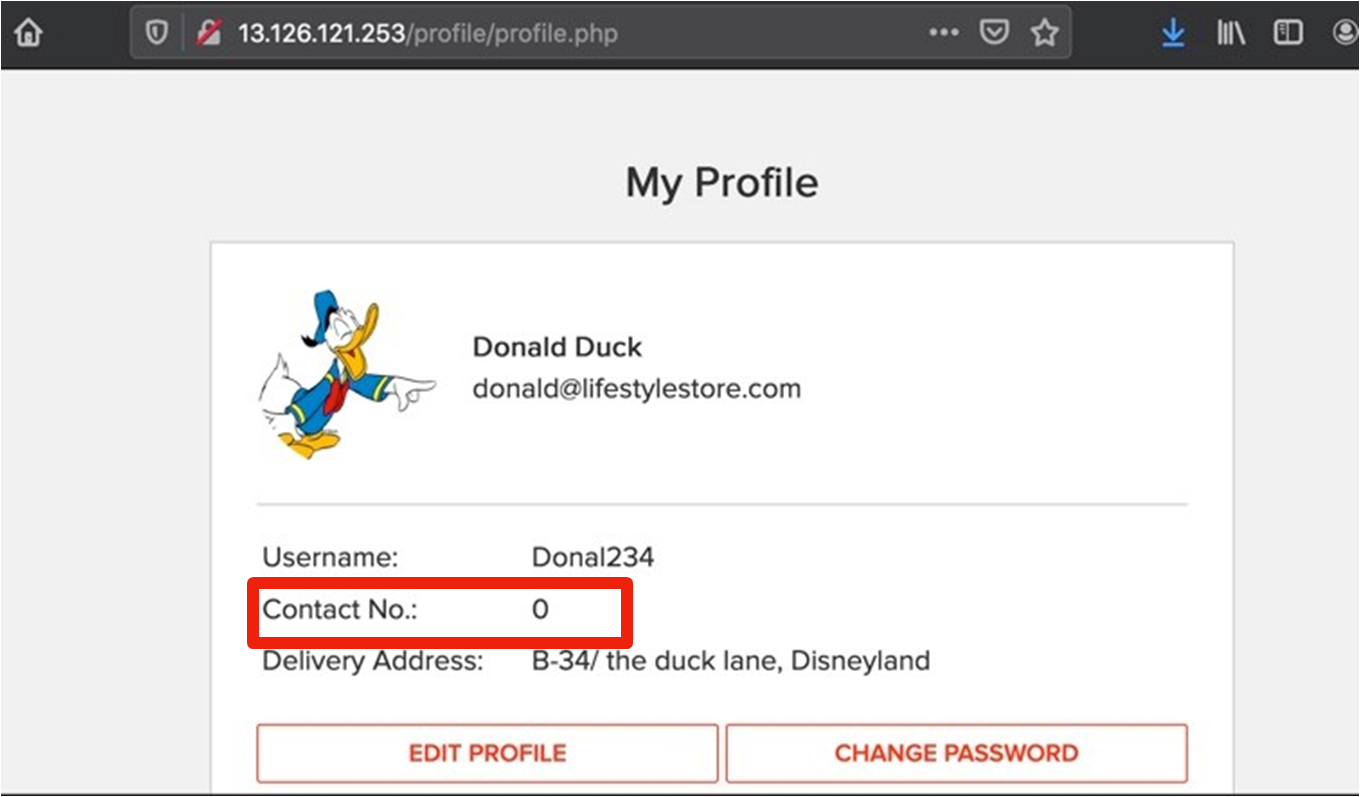 13.126.121.253/profile/profile.php
My Profile
Donald Duck
donald@lifestylestore.com
Username: Donal234
Contact No.: 0
Delivery Address: B-34/ the duck lane, Disneyland
EDIT PROFILE CHANGE PASSWORD